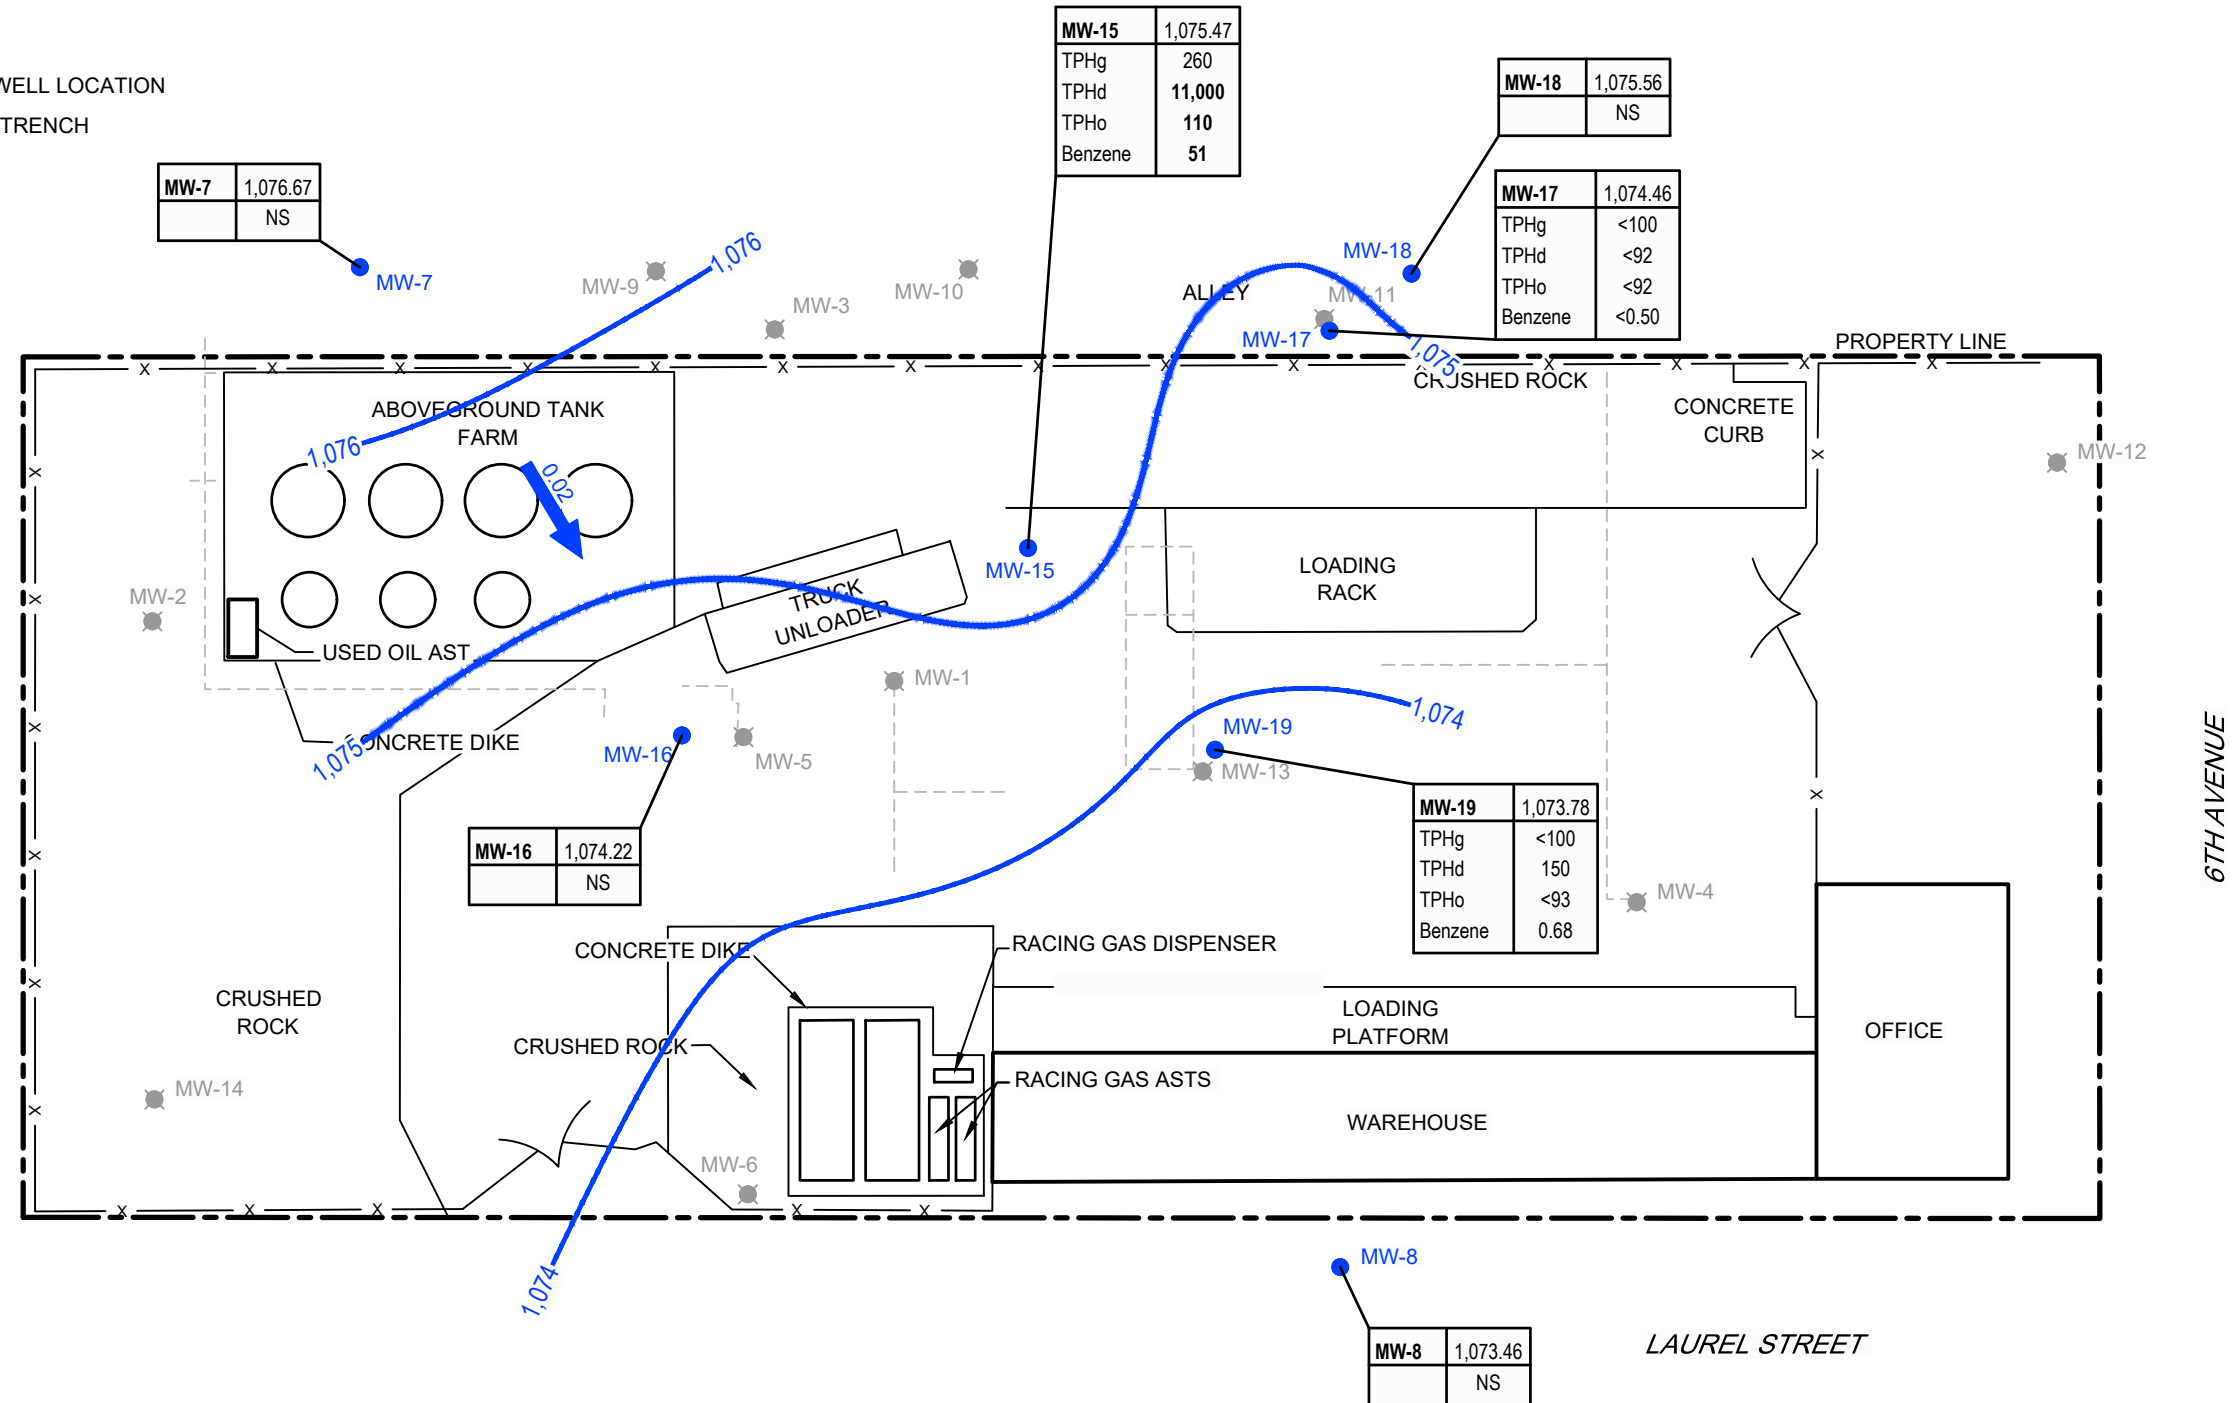 WELL LOCATION
TRENCH
MW-15 1,075.47
TPHg 260
TPHd 11,000
TPHo 110
Benzene 51
MW-18 1,075.56
NS
MW-7 1,076.67
NS
MW-17 1,074.46
TPHg <100
TPHd <92
TPHo <92
Benzene <0.50
1,076
MW-7
MW-9
MW-3
MW-10
ALLEY
MW-18
MW-11
MW-17
1,075
PROPERTY LINE
CRUSHED ROCK
CONCRETE
CURB
ABOVEGROUND TANK
FARM
1,076
0.02
MW-12
MW-2
MW-15
LOADING
RACK
TRUCK
UNLOADER
USED OIL AST
MW-1
CONCRETE DIKE
1,075
MW-16
MW-5
1,074
MW-19
MW-13
6TH AVENUE
MW-16 1,074.22
NS
MW-19 1,073.78
TPHg <100
TPHd 150
TPHo <93
Benzene 0.68
MW-4
CONCRETE DIKE
RACING GAS DISPENSER
CRUSHED
ROCK
LOADING
PLATFORM
OFFICE
CRUSHED ROCK
RACING GAS ASTS
MW-14
WAREHOUSE
MW-6
1,074
MW-8
LAUREL STREET
MW-8 1,073.46
NS
X X X X X X X X X X X X X X X
X X X X X X
X X
X X X X X